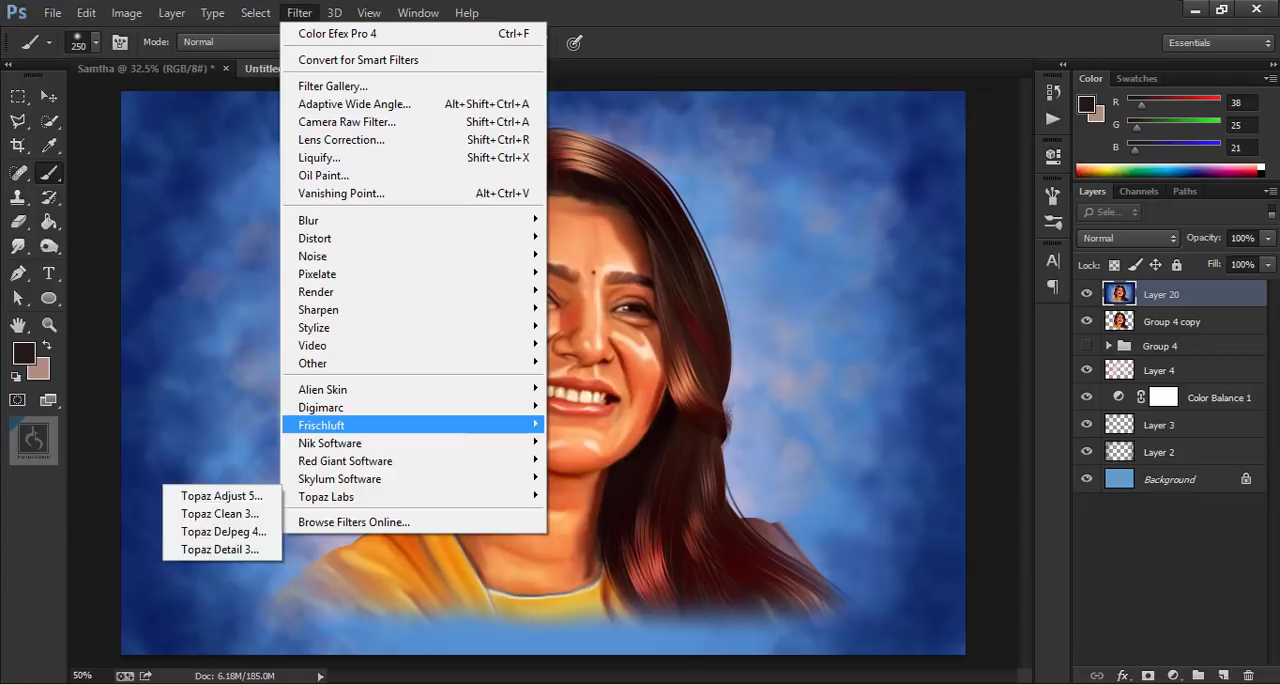 Ps File Edit Image Layer Type Select Filter 3D View Window Help
250 Mode: Normal Essentials
Samtha @ 32.5% (RGB/8#) * × Untitle
Color Efex Pro 4 Ctrl+F
Convert for Smart Filters
Filter Gallery...
Adaptive Wide Angle... Alt+Shift+Ctrl+A
Camera Raw Filter... Shift+Ctrl+A
Lens Correction... Shift+Ctrl+R
Liquify... Shift+Ctrl+X
Oil Paint...
Vanishing Point... Alt+Ctrl+V
Blur
Distort
Noise
Pixelate
Render
Sharpen
Stylize
Video
Other
Alien Skin
Digimarc
Frischluft
Nik Software
Red Giant Software
Skylum Software
Topaz Labs
Browse Filters Online...
Topaz Adjust 5...
Topaz Clean 3...
Topaz DeJpeg 4...
Topaz Detail 3...
Color Swatches
R 38
G 25
B 21
Layers Channels Paths
Sele...
Normal Opacity: 100%
Lock: Fill: 100%
Layer 20
Group 4 copy
Group 4
Layer 4
Color Balance 1
Layer 3
Layer 2
Background
50% Doc: 6.18M/185.0M